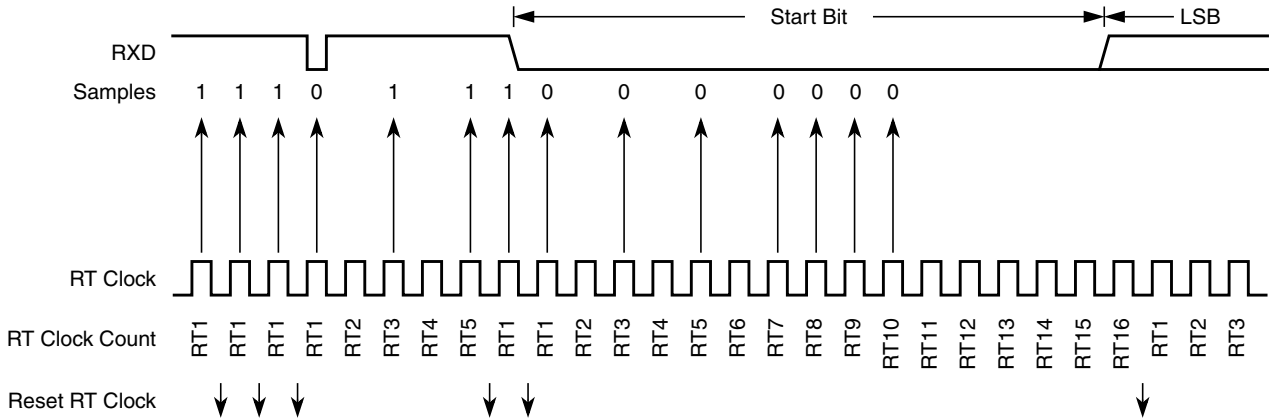 Start Bit LSB
RXD
Samples 1 1 1 0 1 1 1 0 0 0 0 0 0 0
RT Clock
RT Clock Count RT1 RT1 RT1 RT1 RT2 RT3 RT4 RT5 RT1 RT1 RT2 RT3 RT4 RT5 RT6 RT7 RT8 RT9 RT10 RT11 RT12 RT13 RT14 RT15 RT16 RT1 RT2 RT3
Reset RT Clock